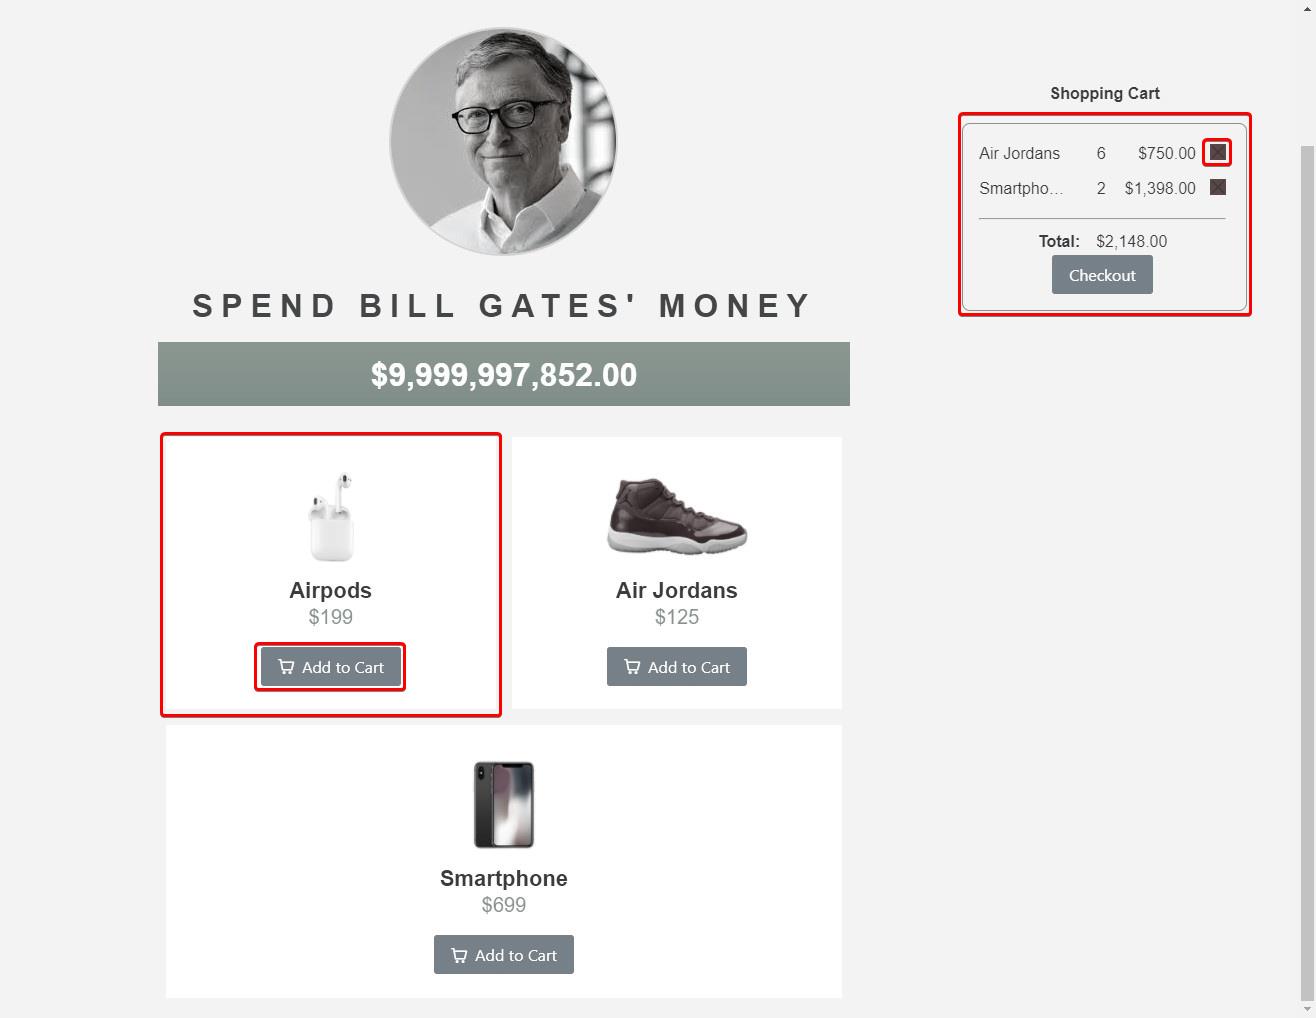 Shopping Cart
Air Jordans 6 $750.00
Smartpho... 2 $1,398.00
Total: $2,148.00
Checkout
SPEND BILL GATES' MONEY
$9,999,997,852.00
Airpods
$199
Add to Cart
Air Jordans
$125
Add to Cart
Smartphone
$699
Add to Cart